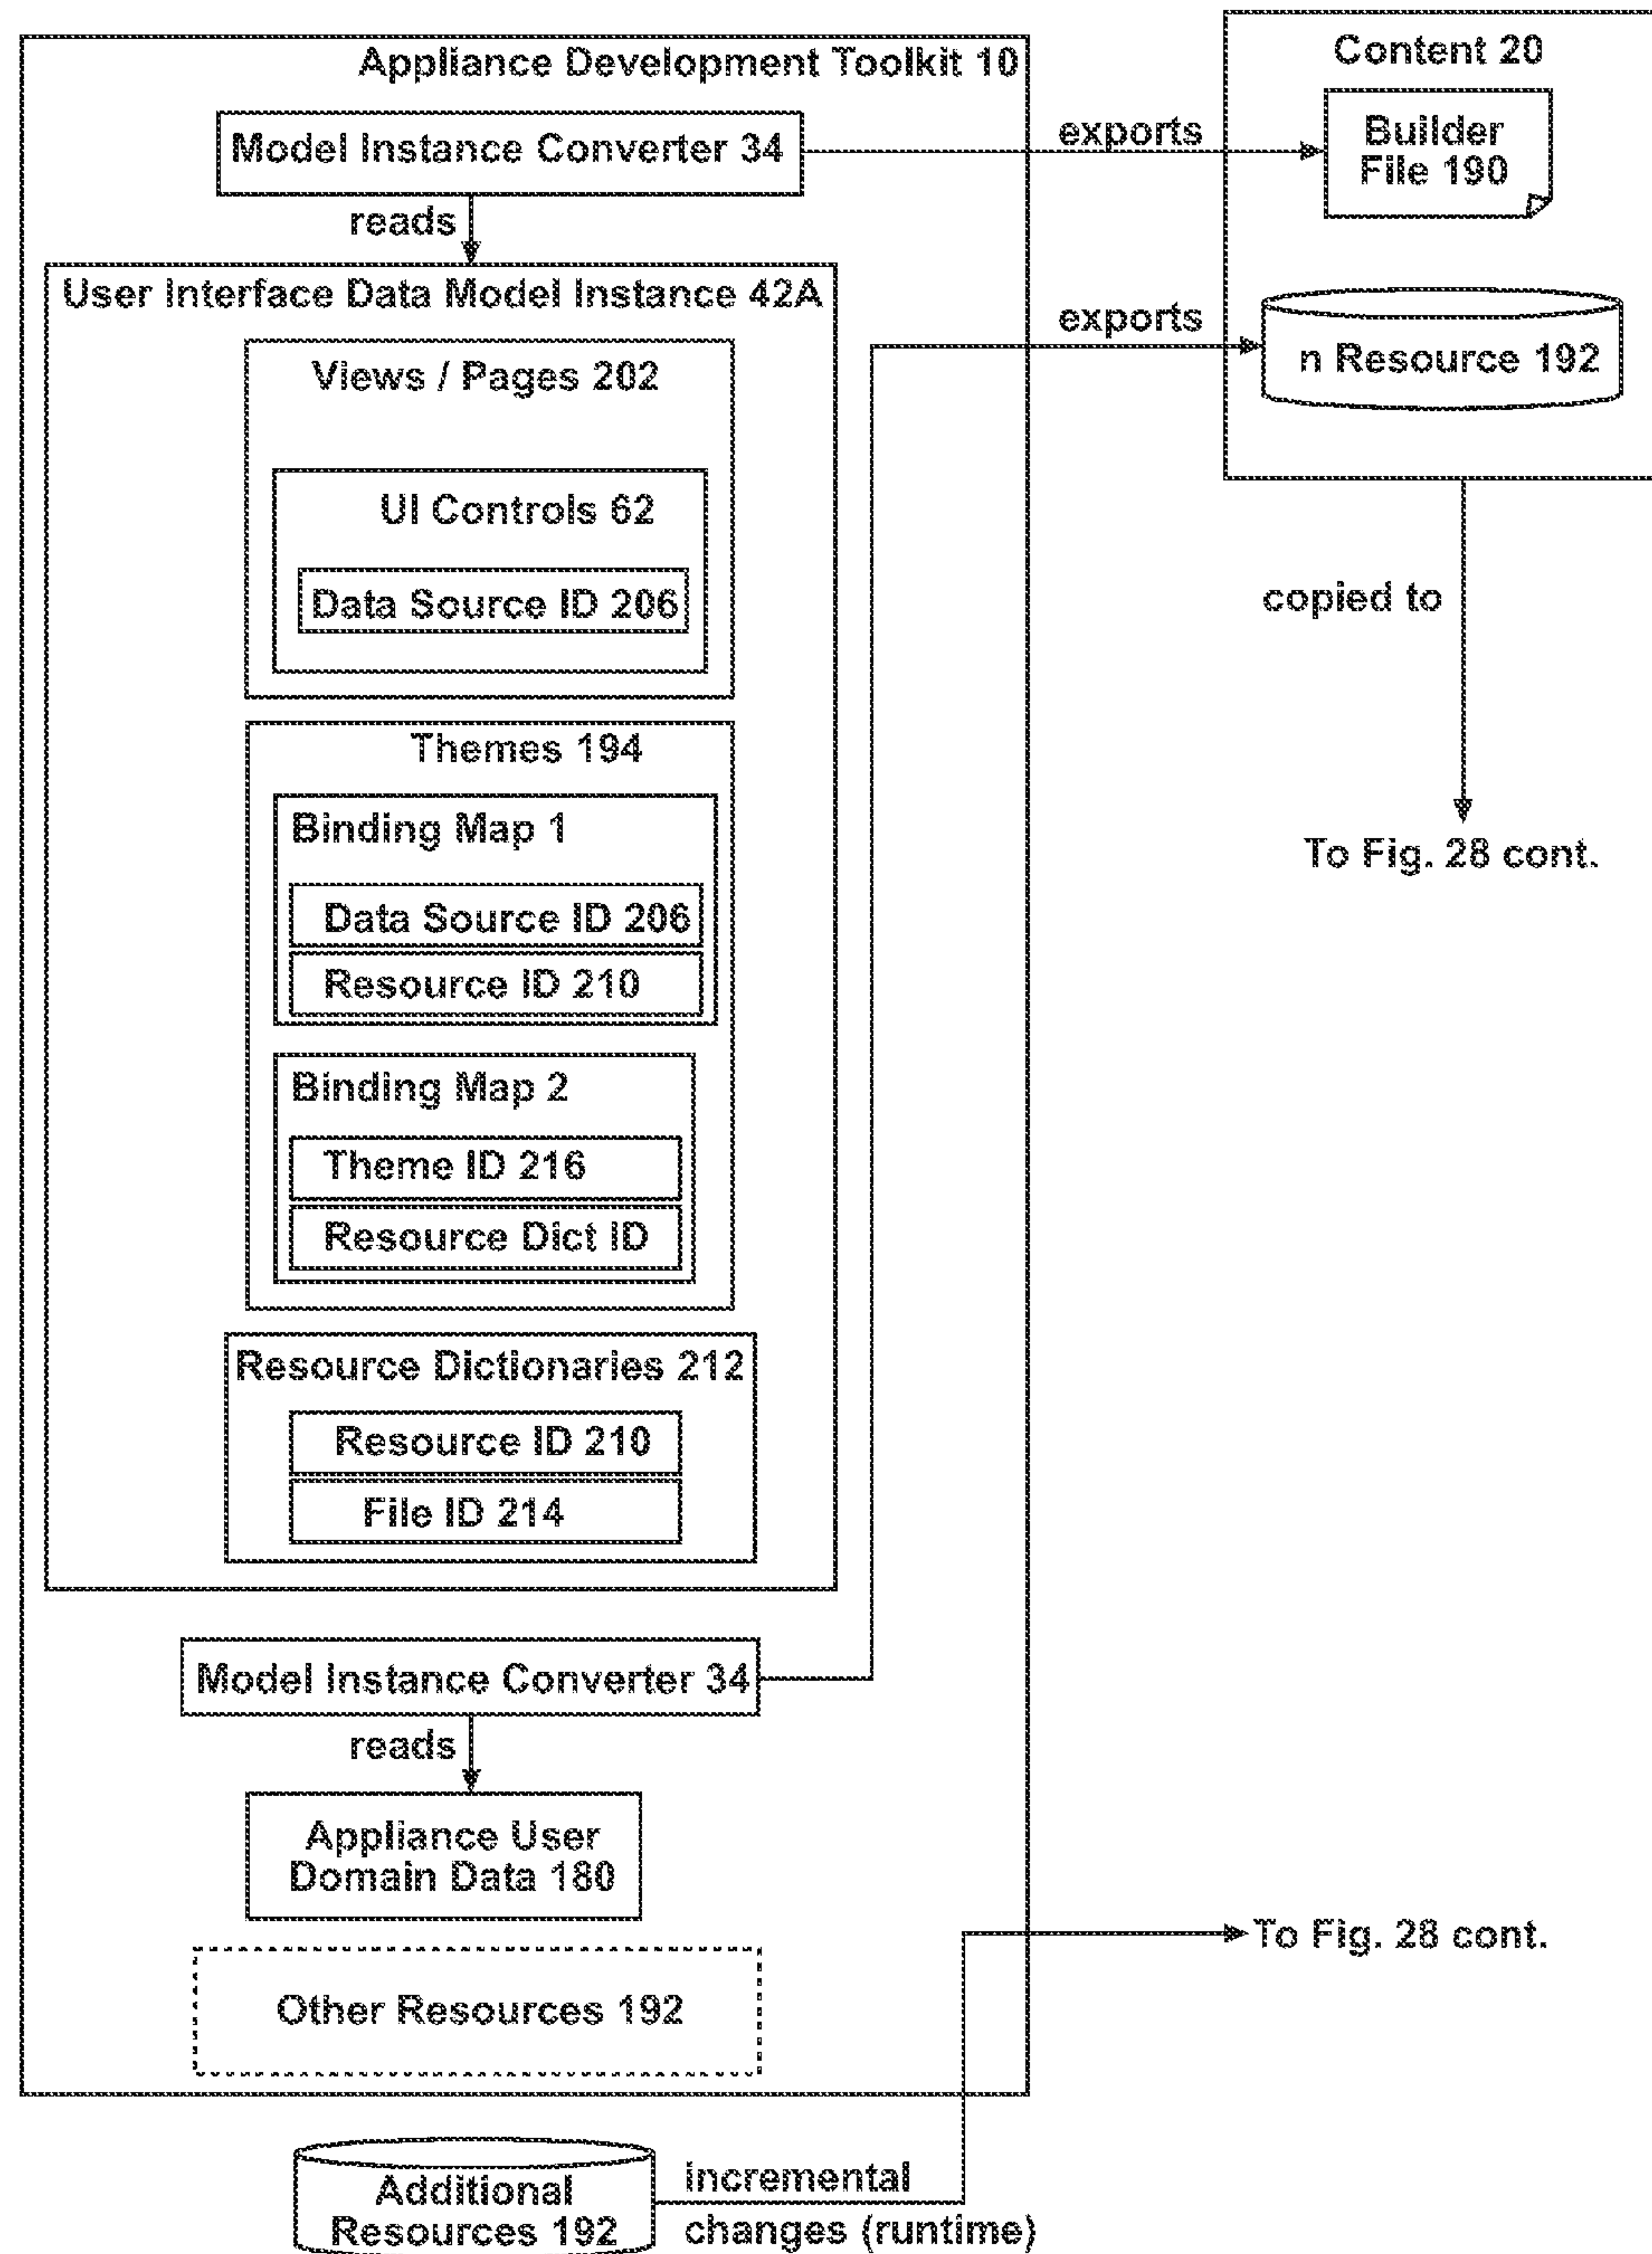 Appliance Development Toolkit 10
Model Instance Converter 34
reads
exports
Content 20
Builder
File 190
User Interface Data Model Instance 42A
exports
n Resource 192
Views / Pages 202
UI Controls 62
Data Source ID 206
copied to
To Fig. 28 cont.
Themes 194
Binding Map 1
Data Source ID 206
Resource ID 210
Binding Map 2
Theme ID 216
Resource Dict ID
Resource Dictionaries 212
Resource ID 210
File ID 214
Model Instance Converter 34
reads
Appliance User
Domain Data 180
To Fig. 28 cont.
Other Resources 192
Additional
Resources 192
incremental
changes (runtime)